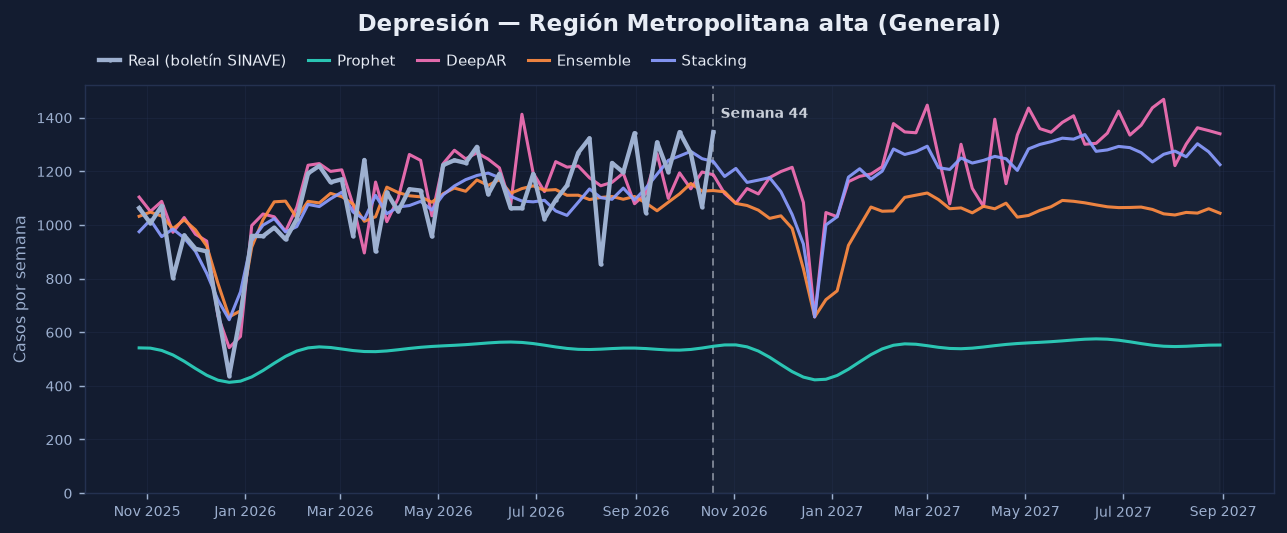 Depresión — Región Metropolitana alta (General)
Real (boletín SINAVE) Prophet DeepAR Ensemble Stacking
Semana 44
Casos por semana
1400
1200
1000
800
600
400
200
0
Nov 2025 Jan 2026 Mar 2026 May 2026 Jul 2026 Sep 2026 Nov 2026 Jan 2027 Mar 2027 May 2027 Jul 2027 Sep 2027